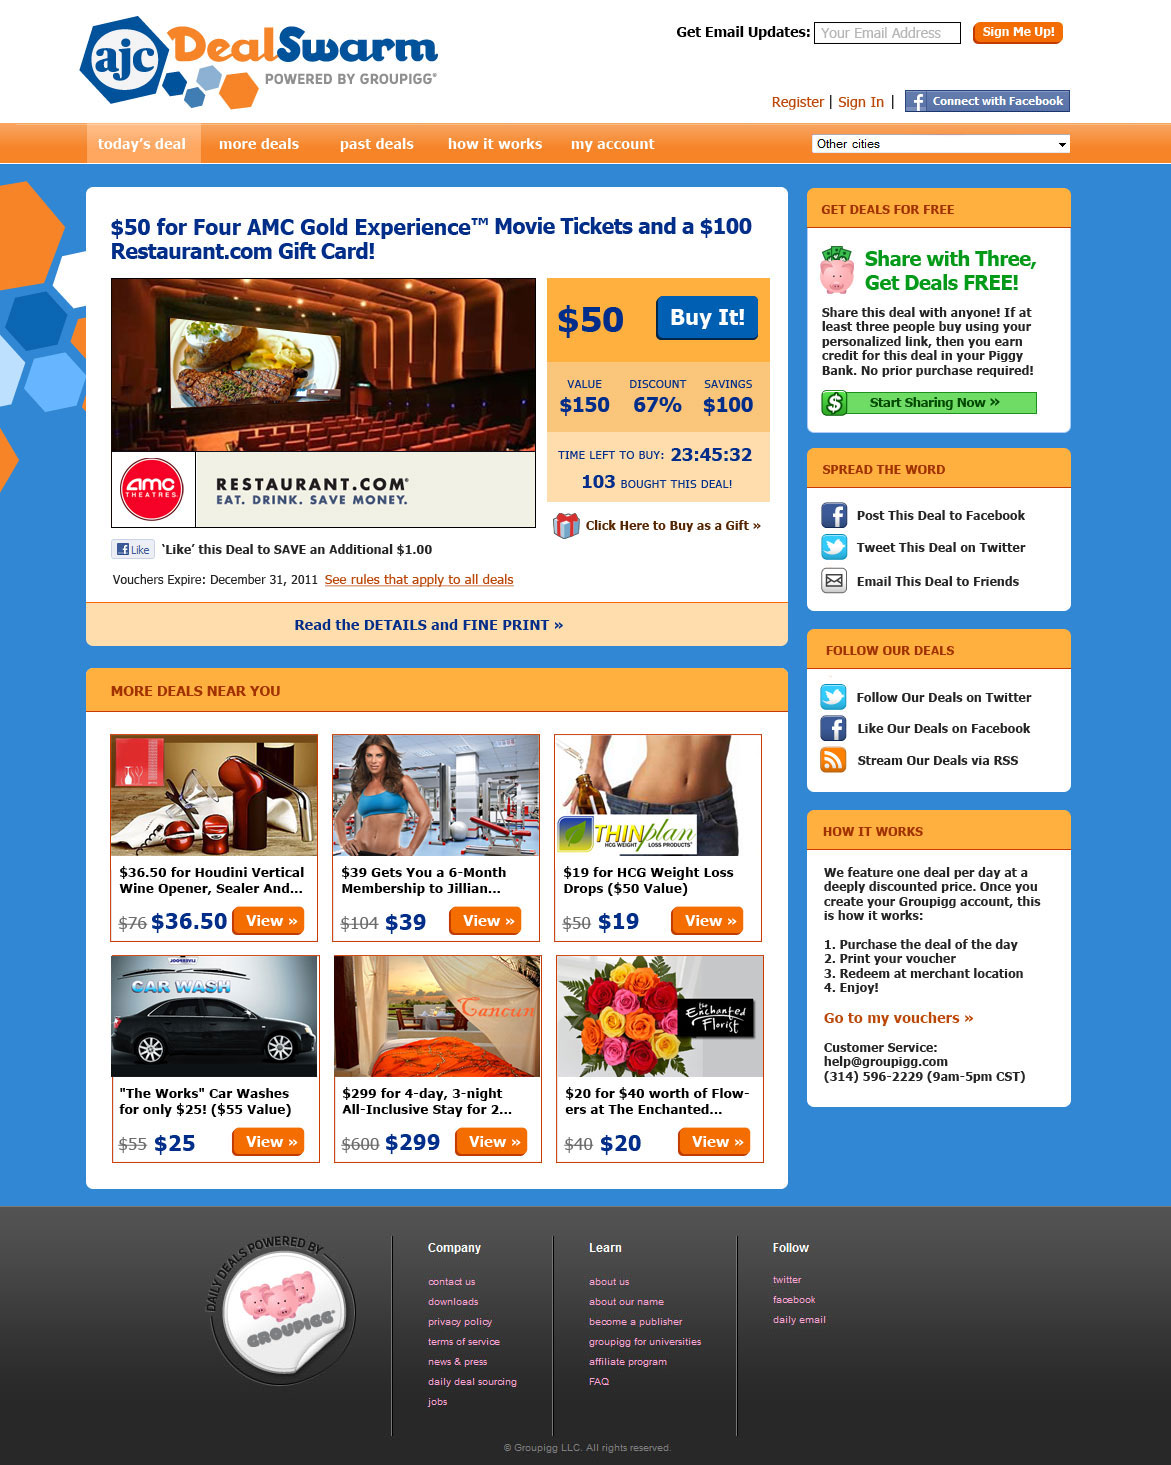 ajc DealSwarm
POWERED BY GROUPIGG®
Get Email Updates: Your Email Address Sign Me Up!
Register | Sign In | Connect with Facebook
today's deal more deals past deals how it works my account Other cities
$50 for Four AMC Gold Experience™ Movie Tickets and a $100
Restaurant.com Gift Card!
$50 Buy It!
VALUE DISCOUNT SAVINGS
$150 67% $100
TIME LEFT TO BUY: 23:45:32
103 BOUGHT THIS DEAL!
amc
THEATRES
RESTAURANT.COM®
EAT. DRINK. SAVE MONEY.
Click Here to Buy as a Gift »
Like 'Like' this Deal to SAVE an Additional $1.00
Vouchers Expire: December 31, 2011 See rules that apply to all deals
Read the DETAILS and FINE PRINT »
GET DEALS FOR FREE
Share with Three,
Get Deals FREE!
Share this deal with anyone! If at
least three people buy using your
personalized link, then you earn
credit for this deal in your Piggy
Bank. No prior purchase required!
Start Sharing Now »
SPREAD THE WORD
Post This Deal to Facebook
Tweet This Deal on Twitter
Email This Deal to Friends
FOLLOW OUR DEALS
Follow Our Deals on Twitter
Like Our Deals on Facebook
Stream Our Deals via RSS
HOW IT WORKS
We feature one deal per day at a
deeply discounted price. Once you
create your Groupigg account, this
is how it works:
1. Purchase the deal of the day
2. Print your voucher
3. Redeem at merchant location
4. Enjoy!
Go to my vouchers »
Customer Service:
help@groupigg.com
(314) 596-2229 (9am-5pm CST)
MORE DEALS NEAR YOU
THINplan
HCG WEIGHT LOSS PRODUCTS
$36.50 for Houdini Vertical
Wine Opener, Sealer And...
$76 $36.50 View »
$39 Gets You a 6-Month
Membership to Jillian...
$104 $39 View »
$19 for HCG Weight Loss
Drops ($50 Value)
$50 $19 View »
LIVERPOOL
CAR WASH
"The Works" Car Washes
for only $25! ($55 Value)
$55 $25 View »
Cancun
$299 for 4-day, 3-night
All-Inclusive Stay for 2...
$600 $299 View »
the Enchanted
Florist
$20 for $40 worth of Flow-
ers at The Enchanted...
$40 $20 View »
DAILY DEALS POWERED BY
GROUPIGG®
Company
contact us
downloads
privacy policy
terms of service
news & press
daily deal sourcing
jobs
Learn
about us
about our name
become a publisher
groupigg for universities
affiliate program
FAQ
Follow
twitter
facebook
daily email
© Groupigg LLC. All rights reserved.